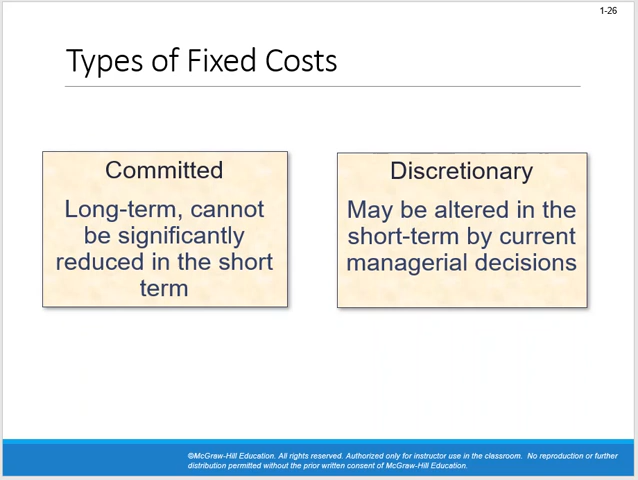 1-26
Types of Fixed Costs
Committed
Long-term, cannot
be significantly
reduced in the short
term
Discretionary
May be altered in the
short-term by current
managerial decisions
©McGraw-Hill Education. All rights reserved. Authorized only for instructor use in the classroom.  No reproduction or further
distribution permitted without the prior written consent of McGraw-Hill Education.